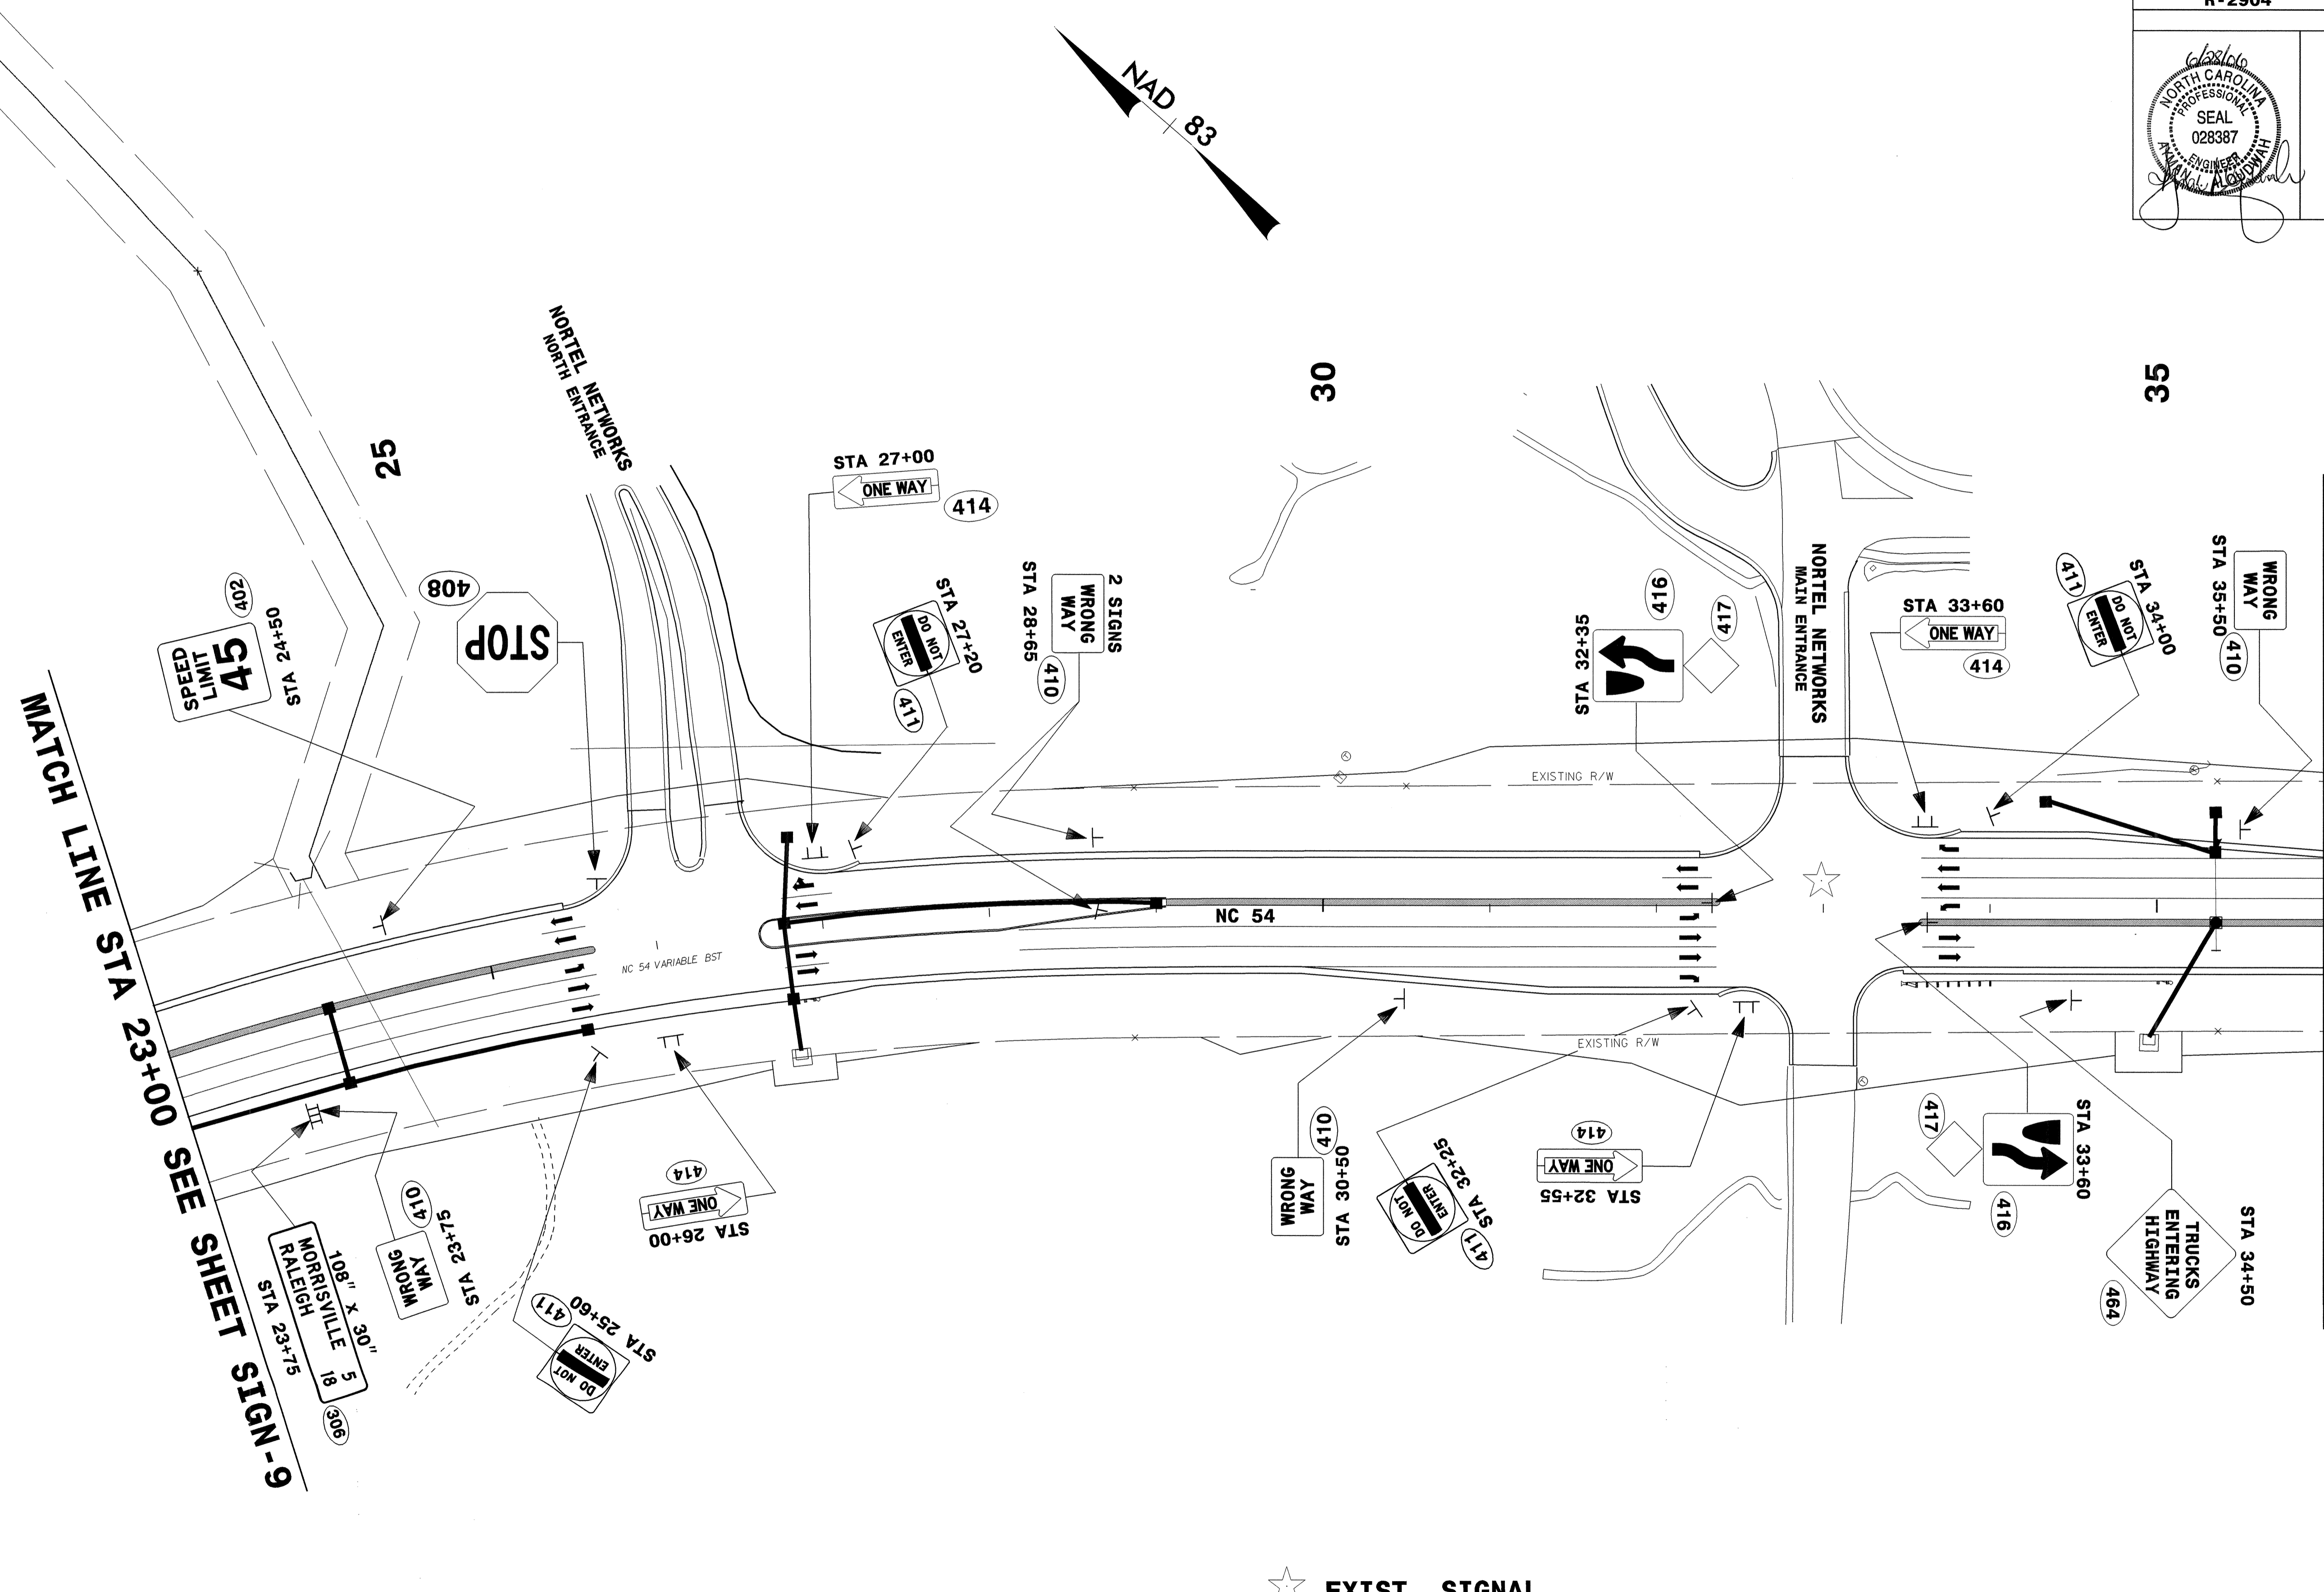 R-2904
6/28/06
NORTH CAROLINA
PROFESSIONAL
SEAL
028387
ENGINEER
AYMAN I. ALQUDWAH
NAD 83
25
30
35
NORTEL NETWORKS
NORTH ENTRANCE
STA 27+00
ONE WAY
414
SPEED
LIMIT
45
402
STA 24+50
408
STOP
DO NOT
ENTER
STA 27+20
411
STA 28+65
WRONG
WAY
2 SIGNS
410
STA 32+35
416
417
NORTEL NETWORKS
MAIN ENTRANCE
STA 33+60
ONE WAY
414
411
DO NOT
ENTER
STA 34+00
STA 35+50
WRONG
WAY
410
EXISTING R/W
NC 54
NC 54 VARIABLE BST
EXISTING R/W
MATCH LINE STA 23+00 SEE SHEET SIGN-9
108" x 30"
MORRISVILLE 5
RALEIGH 18
STA 23+75
306
410
WRONG
WAY
STA 23+75
414
ONE WAY
STA 26+00
411
STA 25+60
DO NOT
ENTER
410
WRONG
WAY
STA 30+50
DO NOT
ENTER
STA 32+25
411
414
ONE WAY
STA 32+55
417
STA 33+60
416
TRUCKS
ENTERING
HIGHWAY
STA 34+50
464
EXIST. SIGNAL